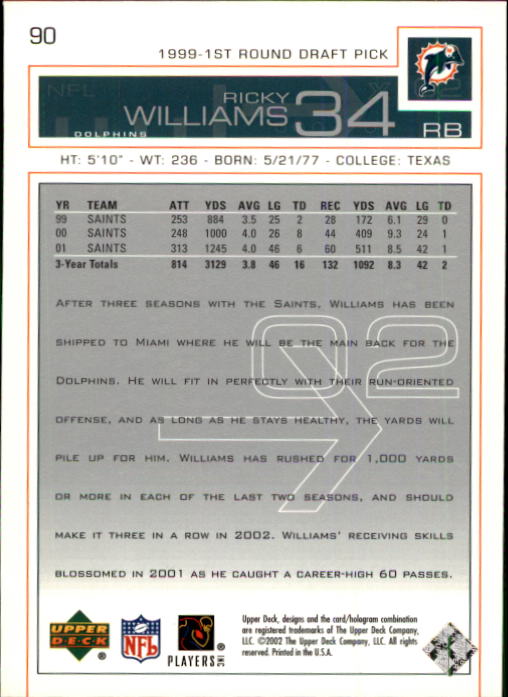 90
1999-1ST ROUND DRAFT PICK
NFL
RICKY
WILLIAMS 34
DOLPHINS
RB
HT: 5'10" - WT: 236 - BORN: 5/21/77 - COLLEGE: TEXAS
YR TEAM ATT YDS AVG LG TD REC YDS AVG LG TD
99 SAINTS 253 884 3.5 25 2 28 172 6.1 29 0
00 SAINTS 248 1000 4.0 26 8 44 409 9.3 24 1
01 SAINTS 313 1245 4.0 46 6 60 511 8.5 42 1
3-Year Totals 814 3129 3.8 46 16 132 1092 8.3 42 2
02
AFTER THREE SEASONS WITH THE SAINTS, WILLIAMS HAS BEEN
SHIPPED TO MIAMI WHERE HE WILL BE THE MAIN BACK FOR THE
DOLPHINS. HE WILL FIT IN PERFECTLY WITH THEIR RUN-ORIENTED
OFFENSE, AND AS LONG AS HE STAYS HEALTHY, THE YARDS WILL
PILE UP FOR HIM. WILLIAMS HAS RUSHED FOR 1,000 YARDS
OR MORE IN EACH OF THE LAST TWO SEASONS, AND SHOULD
MAKE IT THREE IN A ROW IN 2002. WILLIAMS' RECEIVING SKILLS
BLOSSOMED IN 2001 AS HE CAUGHT A CAREER-HIGH 60 PASSES.
UPPER DECK ®
NFL ®
PLAYERS INC ®
Upper Deck, designs and the card/hologram combination
are registered trademarks of The Upper Deck Company,
LLC. ©2002 The Upper Deck Company, LLC. All rights
reserved. Printed in the U.S.A.